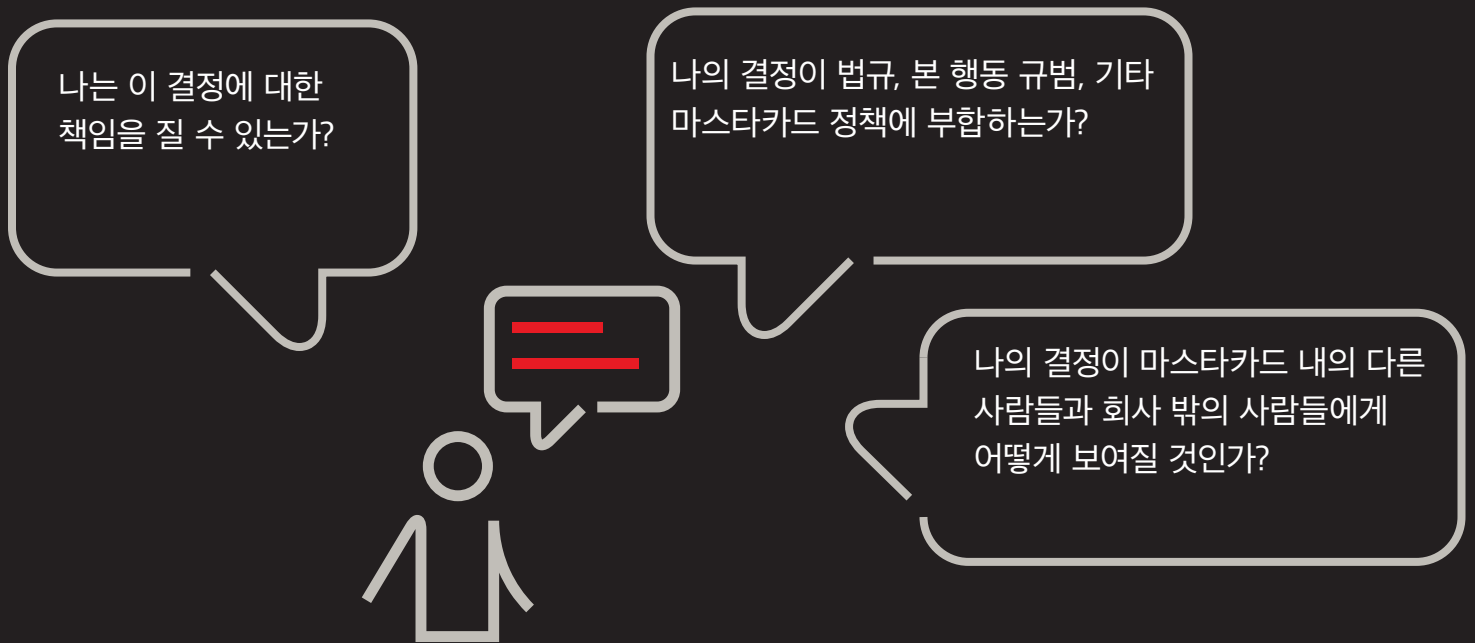 나는 이 결정에 대한
책임을 질 수 있는가?
나의 결정이 법규, 본 행동 규범, 기타
마스타카드 정책에 부합하는가?
나의 결정이 마스타카드 내의 다른
사람들과 회사 밖의 사람들에게
어떻게 보여질 것인가?